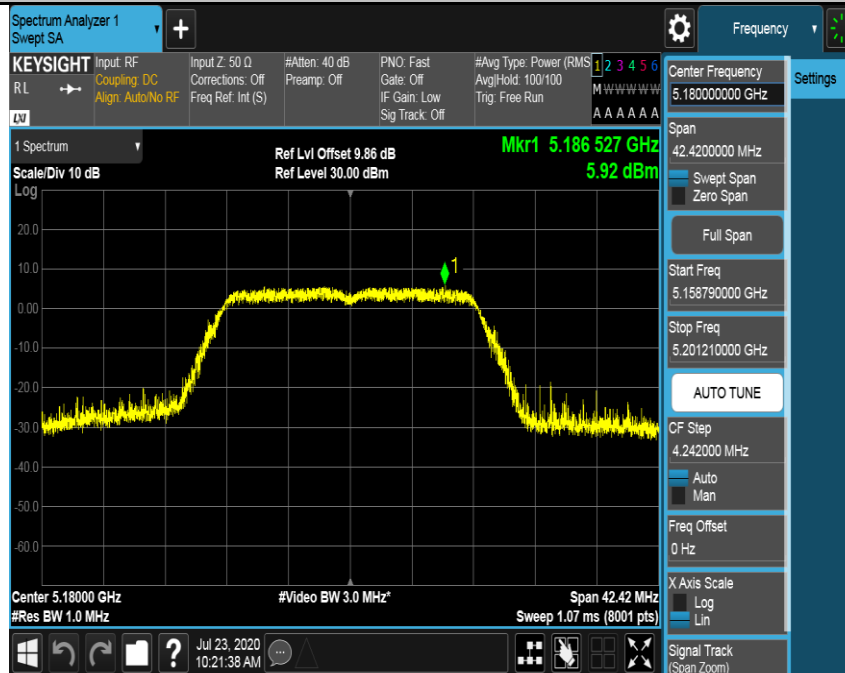 Spectrum Analyzer 1
Swept SA
+
Frequency
KEYSIGHT
RL
LXI
Input: RF
Coupling: DC
Align: Auto/No RF
Input Z: 50 Ω
Corrections: Off
Freq Ref: Int (S)
#Atten: 40 dB
Preamp: Off
PNO: Fast
Gate: Off
IF Gain: Low
Sig Track: Off
#Avg Type: Power (RMS
Avg|Hold: 100/100
Trig: Free Run
1 2 3 4 5 6
M W W W W W
A A A A A A
1 Spectrum
Scale/Div 10 dB
Log
Ref Lvl Offset 9.86 dB
Ref Level 30.00 dBm
Mkr1 5.186 527 GHz
5.92 dBm
20.0
10.0
0.00
-10.0
-20.0
-30.0
-40.0
-50.0
-60.0
1
Center 5.18000 GHz
#Res BW 1.0 MHz
#Video BW 3.0 MHz*
Span 42.42 MHz
Sweep 1.07 ms (8001 pts)
Center Frequency
5.180000000 GHz
Settings
Span
42.4200000 MHz
Swept Span
Zero Span
Full Span
Start Freq
5.158790000 GHz
Stop Freq
5.201210000 GHz
AUTO TUNE
CF Step
4.242000 MHz
Auto
Man
Freq Offset
0 Hz
X Axis Scale
Log
Lin
Signal Track
(Span Zoom)
?
Jul 23, 2020
10:21:38 AM